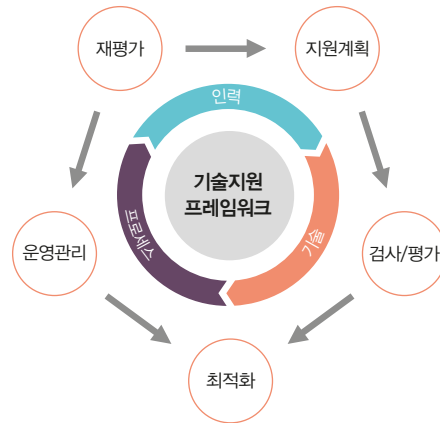 재평가
지원계획
인력
기술지원
프레임워크
프로세스
기술
운영관리
검사/평가
최적화